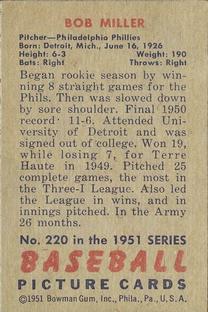 BOB MILLER
Pitcher—Philadelphia Phillies
Born: Detroit, Mich., June 16, 1926
Height: 6-3 Weight: 190
Bats: Right Throws: Right
Began rookie season by win-
ning 8 straight games for the
Phils. Then was slowed down
by sore shoulder. Final 1950
record: 11-6. Attended Uni-
versity of Detroit and was
signed out of college. Won 19,
while losing 7, for Terre
Haute in 1949. Pitched 25
complete games, the most in
the Three-I League. Also led
the League in wins, and in
innings pitched. In the Army
26 months.
No. 220 in the 1951 SERIES
BASEBALL
PICTURE CARDS
©1951 Bowman Gum, Inc., Phila., Pa., U. S. A.